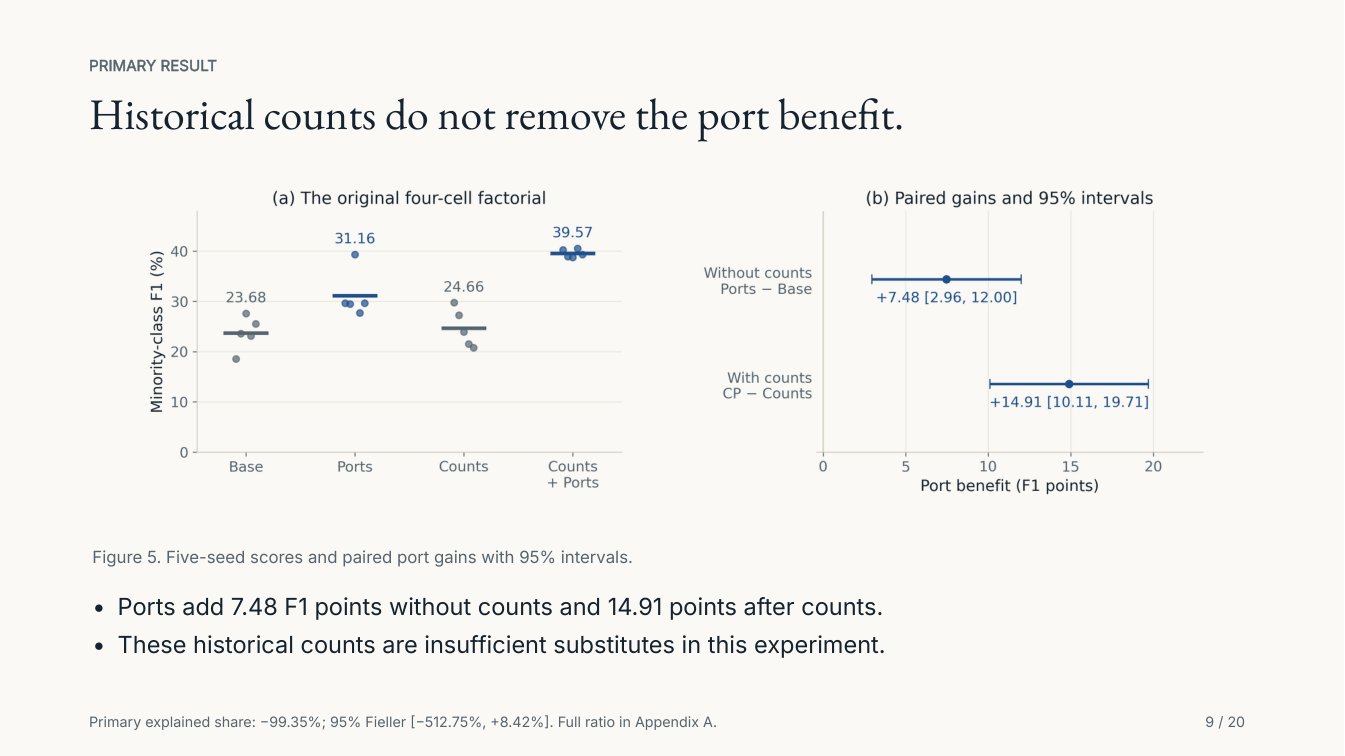 PRIMARY RESULT
Historical counts do not remove the port benefit.
(a) The original four-cell factorial
Minority-class F1 (%)
40
30
20
10
0
23.68
31.16
24.66
39.57
Base
Ports
Counts
Counts
+ Ports
(b) Paired gains and 95% intervals
Without counts
Ports − Base
+7.48 [2.96, 12.00]
With counts
CP − Counts
+14.91 [10.11, 19.71]
0
5
10
15
20
Port benefit (F1 points)
Figure 5. Five-seed scores and paired port gains with 95% intervals.
• Ports add 7.48 F1 points without counts and 14.91 points after counts.
• These historical counts are insufficient substitutes in this experiment.
Primary explained share: −99.35%; 95% Fieller [−512.75%, +8.42%]. Full ratio in Appendix A.
9 / 20